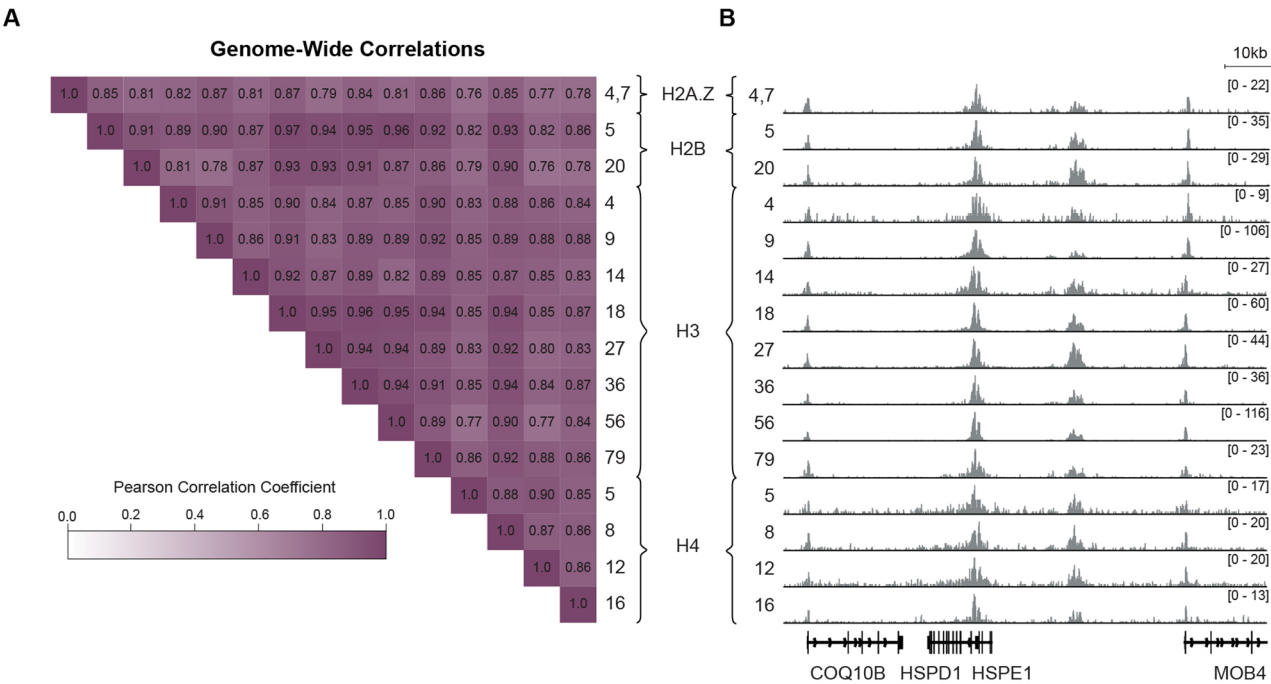 A
Genome-Wide Correlations
1.0 0.85 0.81 0.82 0.87 0.81 0.87 0.79 0.84 0.81 0.86 0.76 0.85 0.77 0.78 4,7
1.0 0.91 0.89 0.90 0.87 0.97 0.94 0.95 0.96 0.92 0.82 0.93 0.82 0.86 5
1.0 0.81 0.78 0.87 0.93 0.93 0.91 0.87 0.86 0.79 0.90 0.76 0.78 20
1.0 0.91 0.85 0.90 0.84 0.87 0.85 0.90 0.83 0.88 0.86 0.84 4
1.0 0.86 0.91 0.83 0.89 0.89 0.92 0.85 0.89 0.88 0.88 9
1.0 0.92 0.87 0.89 0.82 0.89 0.85 0.87 0.85 0.83 14
1.0 0.95 0.96 0.95 0.94 0.85 0.94 0.85 0.87 18
1.0 0.94 0.94 0.89 0.83 0.92 0.80 0.83 27
1.0 0.94 0.91 0.85 0.94 0.84 0.87 36
1.0 0.89 0.77 0.90 0.77 0.84 56
1.0 0.86 0.92 0.88 0.86 79
1.0 0.88 0.90 0.85 5
1.0 0.87 0.86 8
1.0 0.86 12
1.0 16
Pearson Correlation Coefficient
0.0 0.2 0.4 0.6 0.8 1.0
H2A.Z
H2B
H3
H4
B
10kb
4,7 [0 - 22]
5 [0 - 35]
20 [0 - 29]
4 [0 - 9]
9 [0 - 106]
14 [0 - 27]
18 [0 - 60]
27 [0 - 44]
36 [0 - 36]
56 [0 - 116]
79 [0 - 23]
5 [0 - 17]
8 [0 - 20]
12 [0 - 20]
16 [0 - 13]
COQ10B HSPD1 HSPE1 MOB4